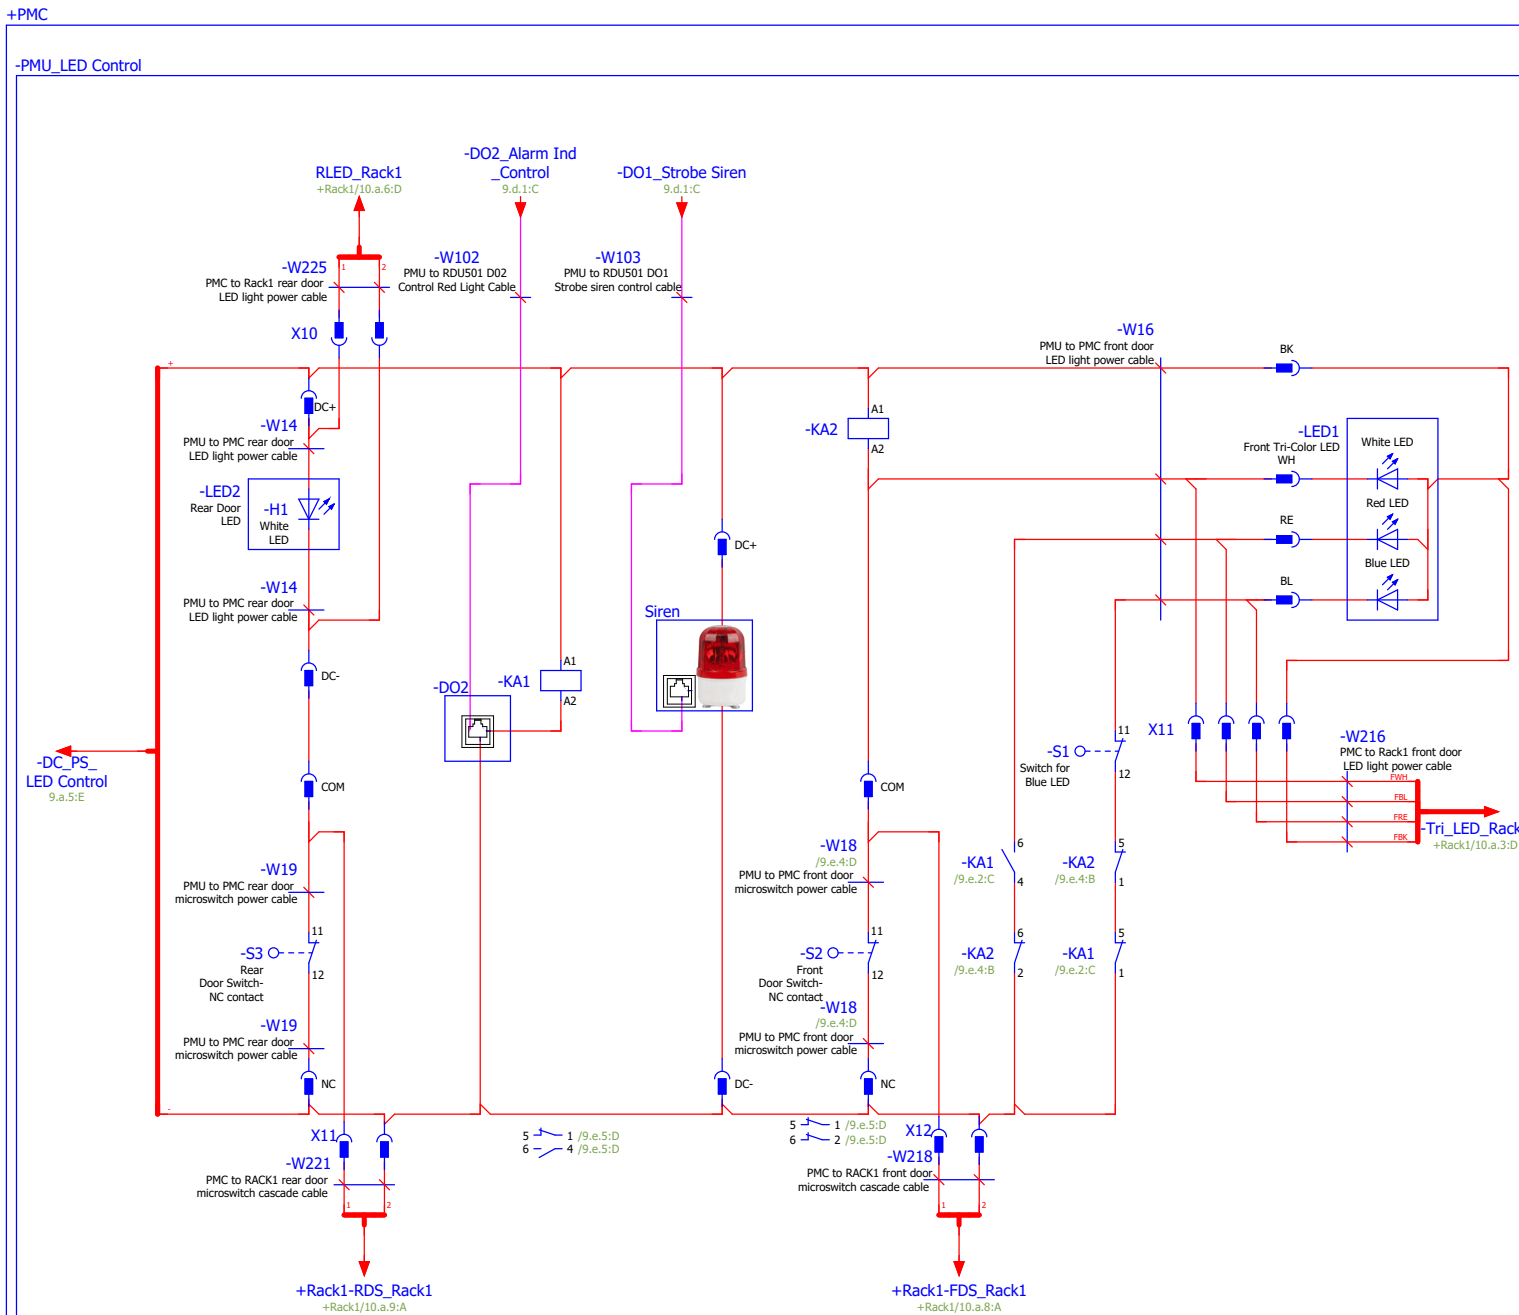 +PMC
-PMU_LED Control
RLED_Rack1
+Rack1/10.a.6:D
-DO2_Alarm Ind
_Control
9.d.1:C
-DO1_Strobe Siren
9.d.1:C
-W225
PMC to Rack1 rear door
LED light power cable
1
2
-W102
PMU to RDU501 D02
Control Red Light Cable
-W103
PMU to RDU501 DO1
Strobe siren control cable
X10
-W16
PMU to PMC front door
LED light power cable
BK
+
DC+
-W14
PMU to PMC rear door
LED light power cable
-KA2
A1
A2
-LED1
Front Tri-Color LED
WH
White LED
-LED2
Rear Door
LED
-H1
White
LED
Red LED
RE
DC+
Blue LED
BL
-W14
PMU to PMC rear door
LED light power cable
Siren
DC-
-DO2
-KA1
A1
A2
-DC_PS_
LED Control
9.a.5:E
COM
COM
-S1
Switch for
Blue LED
11
12
X11
-W216
PMC to Rack1 front door
LED light power cable
FWH
FBL
FRE
FBK
-Tri_LED_Rack
+Rack1/10.a.3:D
-W19
PMU to PMC rear door
microswitch power cable
-W18
/9.e.4:D
PMU to PMC front door
microswitch power cable
-KA1
/9.e.2:C
6
4
-KA2
/9.e.4:B
5
1
-S3
Rear
Door Switch-
NC contact
11
12
-S2
Front
Door Switch-
NC contact
11
12
-KA2
/9.e.4:B
6
2
-KA1
/9.e.2:C
5
1
-W19
PMU to PMC rear door
microswitch power cable
-W18
/9.e.4:D
PMU to PMC front door
microswitch power cable
NC
DC-
NC
-
X11
5 1 /9.e.5:D
6 4 /9.e.5:D
5 1 /9.e.5:D
6 2 /9.e.5:D
X12
-W221
PMC to RACK1 rear door
microswitch cascade cable
1
2
-W218
PMC to RACK1 front door
microswitch cascade cable
1
2
+Rack1-RDS_Rack1
+Rack1/10.a.9:A
+Rack1-FDS_Rack1
+Rack1/10.a.8:A